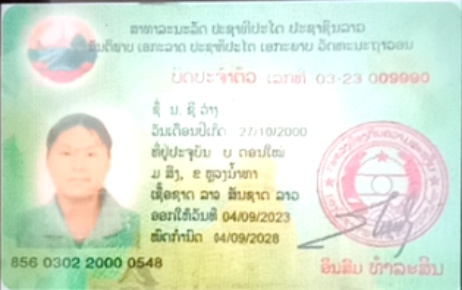 ສາທາລະນະລັດ ປະຊາທິປະໄຕ ປະຊາຊົນລາວ
ສັນຕິພາບ ເອກະລາດ ປະຊາທິປະໄຕ ເອກະພາບ ວັດທະນະຖາວອນ
ບັດປະຈຳຕົວ ເລກທີ 03-23 009990
ຊື່ ນ. ຊີ ວ່າງ
ວັນເດືອນປີເກີດ 27/10/2000
ທີ່ຢູ່ປະຈຸບັນ ບ ດອນໃໝ່
ມ ສິງ, ຂ ຫຼວງນ້ຳທາ
ເຊື້ອຊາດ ລາວ ສັນຊາດ ລາວ
ອອກໃຫ້ວັນທີ 04/09/2023
ໝົດກຳນົດ 04/09/2028
856 0302 2000 0548
ອິນສົມ ທຳມະສິນ